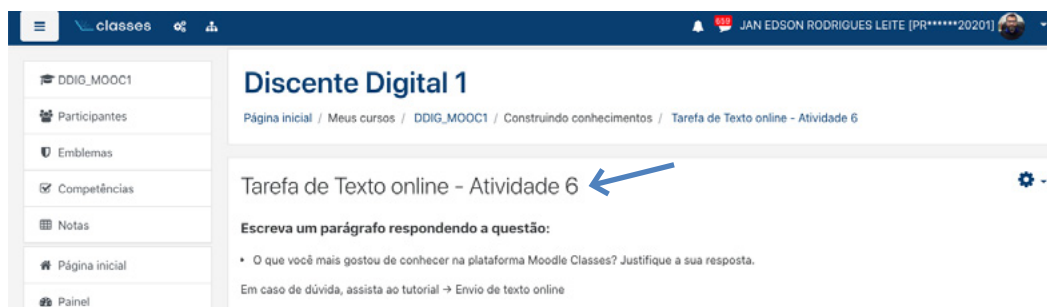 classes
659
JAN EDSON RODRIGUES LEITE [PR******20201]
DDIG_MOOC1
Participantes
Emblemas
Competências
Notas
Página inicial
Painel
Discente Digital 1
Página inicial / Meus cursos / DDIG_MOOC1 / Construindo conhecimentos / Tarefa de Texto online - Atividade 6
Tarefa de Texto online - Atividade 6
Escreva um parágrafo respondendo a questão:
• O que você mais gostou de conhecer na plataforma Moodle Classes? Justifique a sua resposta.
Em caso de dúvida, assista ao tutorial → Envio de texto online